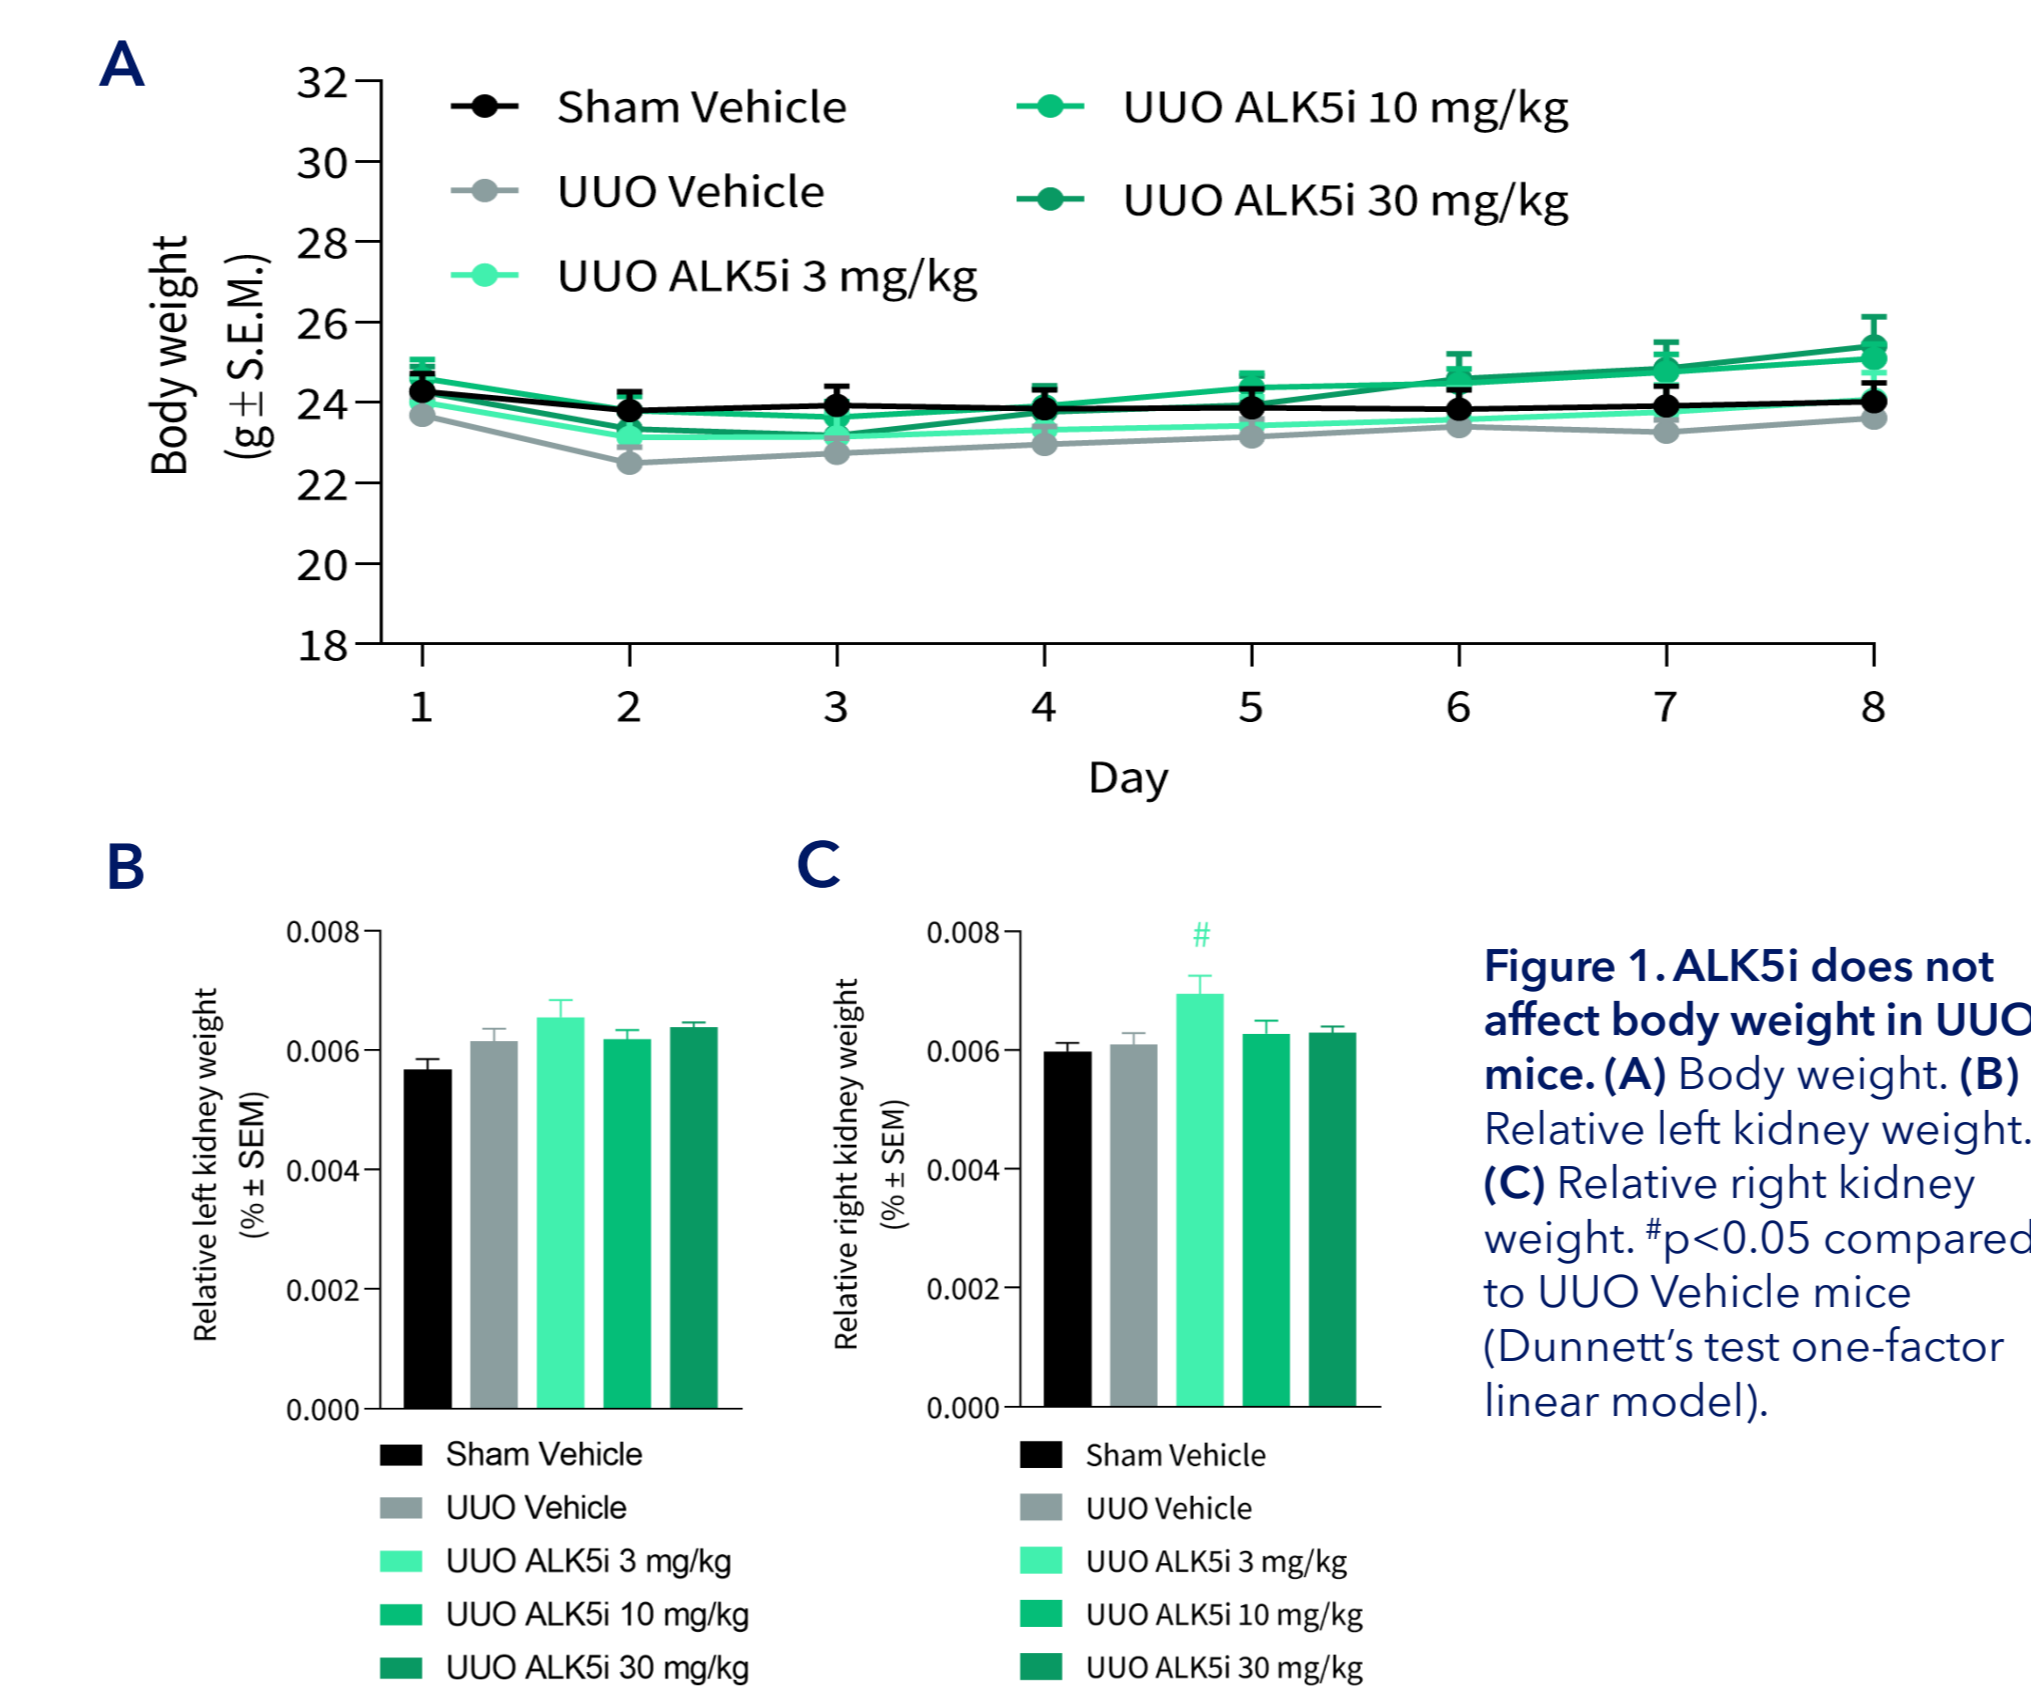 A
32
30
28
26
24
22
20
18
Body weight
(g ± S.E.M.)
Sham Vehicle
UUO Vehicle
UUO ALK5i 3 mg/kg
UUO ALK5i 10 mg/kg
UUO ALK5i 30 mg/kg
1 2 3 4 5 6 7 8
Day
B
0.008
0.006
0.004
0.002
0.000
Relative left kidney weight
(% ± SEM)
Sham Vehicle
UUO Vehicle
UUO ALK5i 3 mg/kg
UUO ALK5i 10 mg/kg
UUO ALK5i 30 mg/kg
C
0.008
0.006
0.004
0.002
0.000
Relative right kidney weight
(% ± SEM)
#
Sham Vehicle
UUO Vehicle
UUO ALK5i 3 mg/kg
UUO ALK5i 10 mg/kg
UUO ALK5i 30 mg/kg
Figure 1. ALK5i does not
affect body weight in UUO
mice. (A) Body weight. (B)
Relative left kidney weight.
(C) Relative right kidney
weight. #p<0.05 compared
to UUO Vehicle mice
(Dunnett’s test one-factor
linear model).